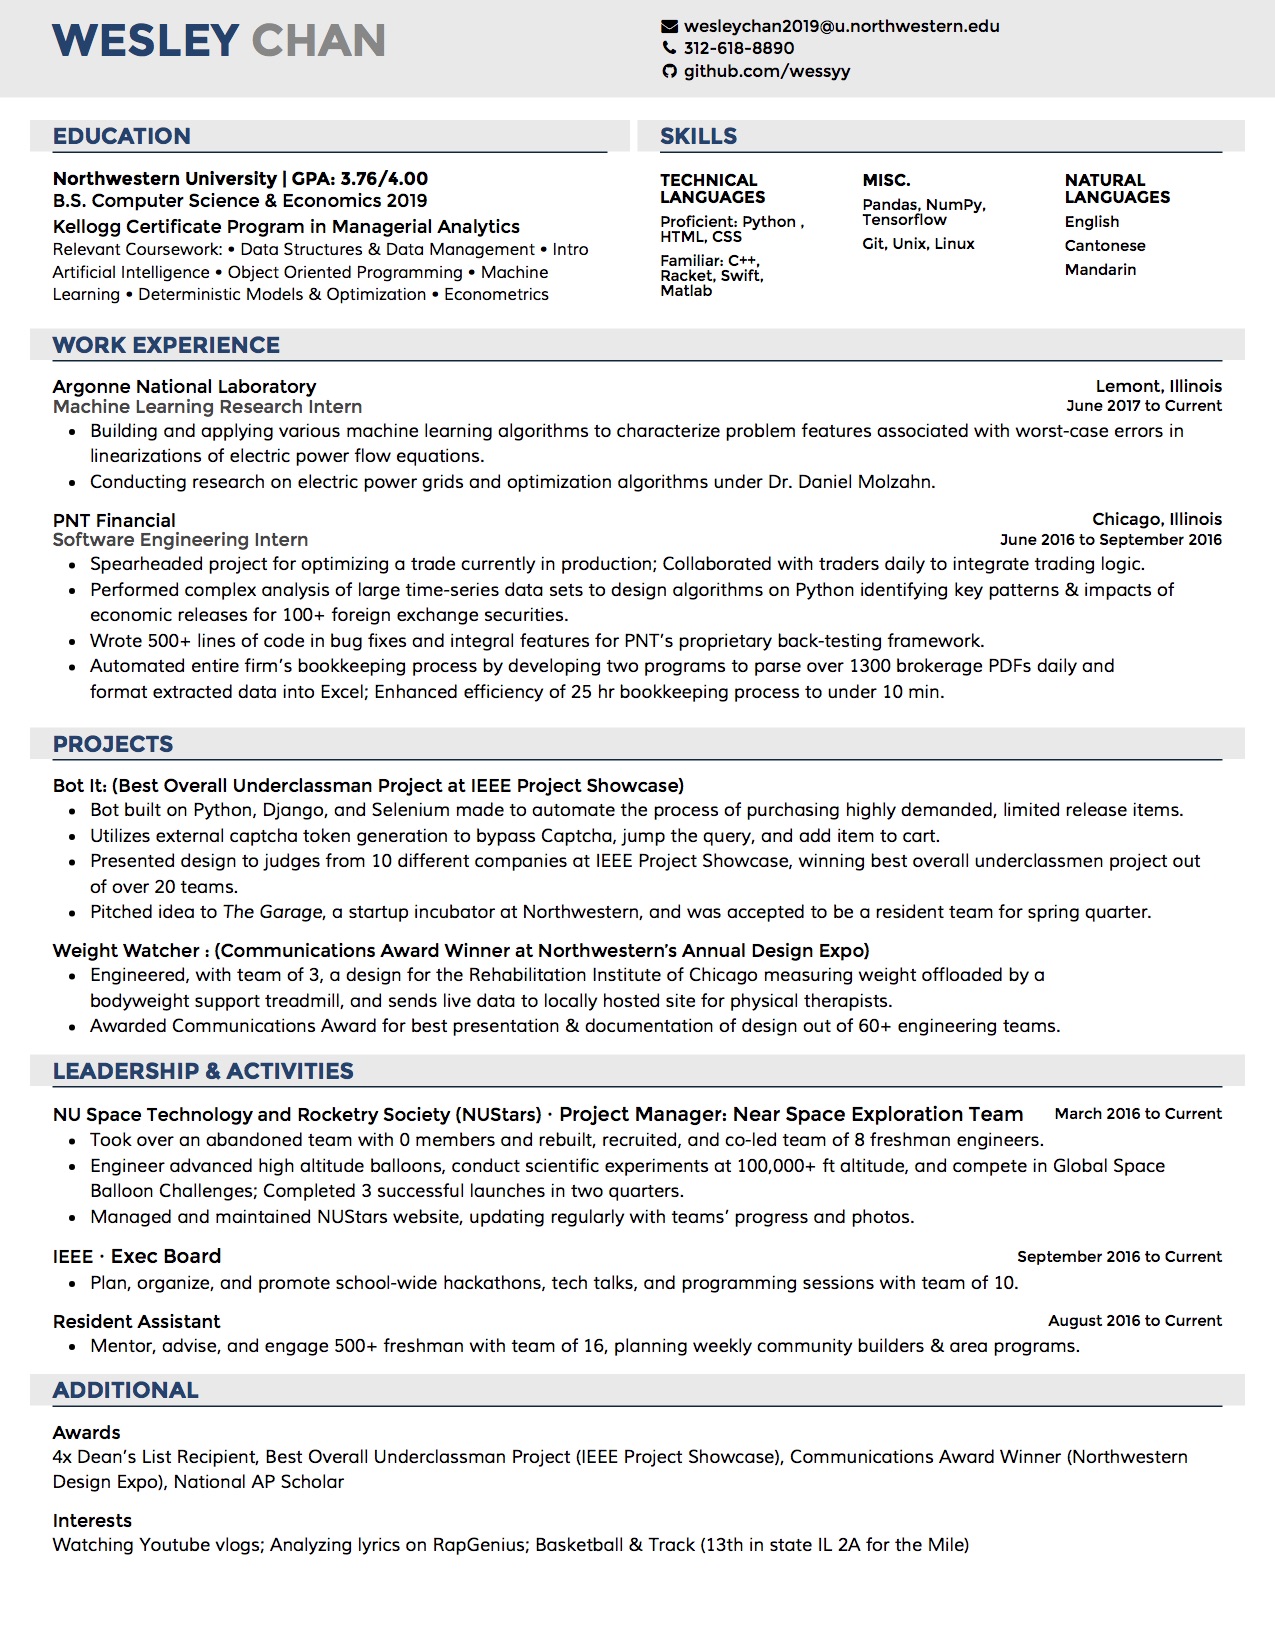 WESLEY CHAN
wesleychan2019@u.northwestern.edu
312-618-8890
github.com/wessyy
EDUCATION
Northwestern University | GPA: 3.76/4.00
B.S. Computer Science & Economics 2019
Kellogg Certificate Program in Managerial Analytics
Relevant Coursework: • Data Structures & Data Management • Intro
Artificial Intelligence • Object Oriented Programming • Machine
Learning • Deterministic Models & Optimization • Econometrics
SKILLS
TECHNICAL
LANGUAGES
Proficient: Python ,
HTML, CSS
Familiar: C++,
Racket, Swift,
Matlab
MISC.
Pandas, NumPy,
Tensorflow
Git, Unix, Linux
NATURAL
LANGUAGES
English
Cantonese
Mandarin
WORK EXPERIENCE
Argonne National Laboratory
Lemont, Illinois
Machine Learning Research Intern
June 2017 to Current
• Building and applying various machine learning algorithms to characterize problem features associated with worst-case errors in
linearizations of electric power flow equations.
• Conducting research on electric power grids and optimization algorithms under Dr. Daniel Molzahn.
PNT Financial
Chicago, Illinois
Software Engineering Intern
June 2016 to September 2016
• Spearheaded project for optimizing a trade currently in production; Collaborated with traders daily to integrate trading logic.
• Performed complex analysis of large time-series data sets to design algorithms on Python identifying key patterns & impacts of
economic releases for 100+ foreign exchange securities.
• Wrote 500+ lines of code in bug fixes and integral features for PNT's proprietary back-testing framework.
• Automated entire firm's bookkeeping process by developing two programs to parse over 1300 brokerage PDFs daily and
format extracted data into Excel; Enhanced efficiency of 25 hr bookkeeping process to under 10 min.
PROJECTS
Bot It: (Best Overall Underclassman Project at IEEE Project Showcase)
• Bot built on Python, Django, and Selenium made to automate the process of purchasing highly demanded, limited release items.
• Utilizes external captcha token generation to bypass Captcha, jump the query, and add item to cart.
• Presented design to judges from 10 different companies at IEEE Project Showcase, winning best overall underclassmen project out
of over 20 teams.
• Pitched idea to The Garage, a startup incubator at Northwestern, and was accepted to be a resident team for spring quarter.
Weight Watcher : (Communications Award Winner at Northwestern's Annual Design Expo)
• Engineered, with team of 3, a design for the Rehabilitation Institute of Chicago measuring weight offloaded by a
bodyweight support treadmill, and sends live data to locally hosted site for physical therapists.
• Awarded Communications Award for best presentation & documentation of design out of 60+ engineering teams.
LEADERSHIP & ACTIVITIES
NU Space Technology and Rocketry Society (NUStars) · Project Manager: Near Space Exploration Team
March 2016 to Current
• Took over an abandoned team with 0 members and rebuilt, recruited, and co-led team of 8 freshman engineers.
• Engineer advanced high altitude balloons, conduct scientific experiments at 100,000+ ft altitude, and compete in Global Space
Balloon Challenges; Completed 3 successful launches in two quarters.
• Managed and maintained NUStars website, updating regularly with teams' progress and photos.
IEEE · Exec Board
September 2016 to Current
• Plan, organize, and promote school-wide hackathons, tech talks, and programming sessions with team of 10.
Resident Assistant
August 2016 to Current
• Mentor, advise, and engage 500+ freshman with team of 16, planning weekly community builders & area programs.
ADDITIONAL
Awards
4x Dean's List Recipient, Best Overall Underclassman Project (IEEE Project Showcase), Communications Award Winner (Northwestern
Design Expo), National AP Scholar
Interests
Watching Youtube vlogs; Analyzing lyrics on RapGenius; Basketball & Track (13th in state IL 2A for the Mile)